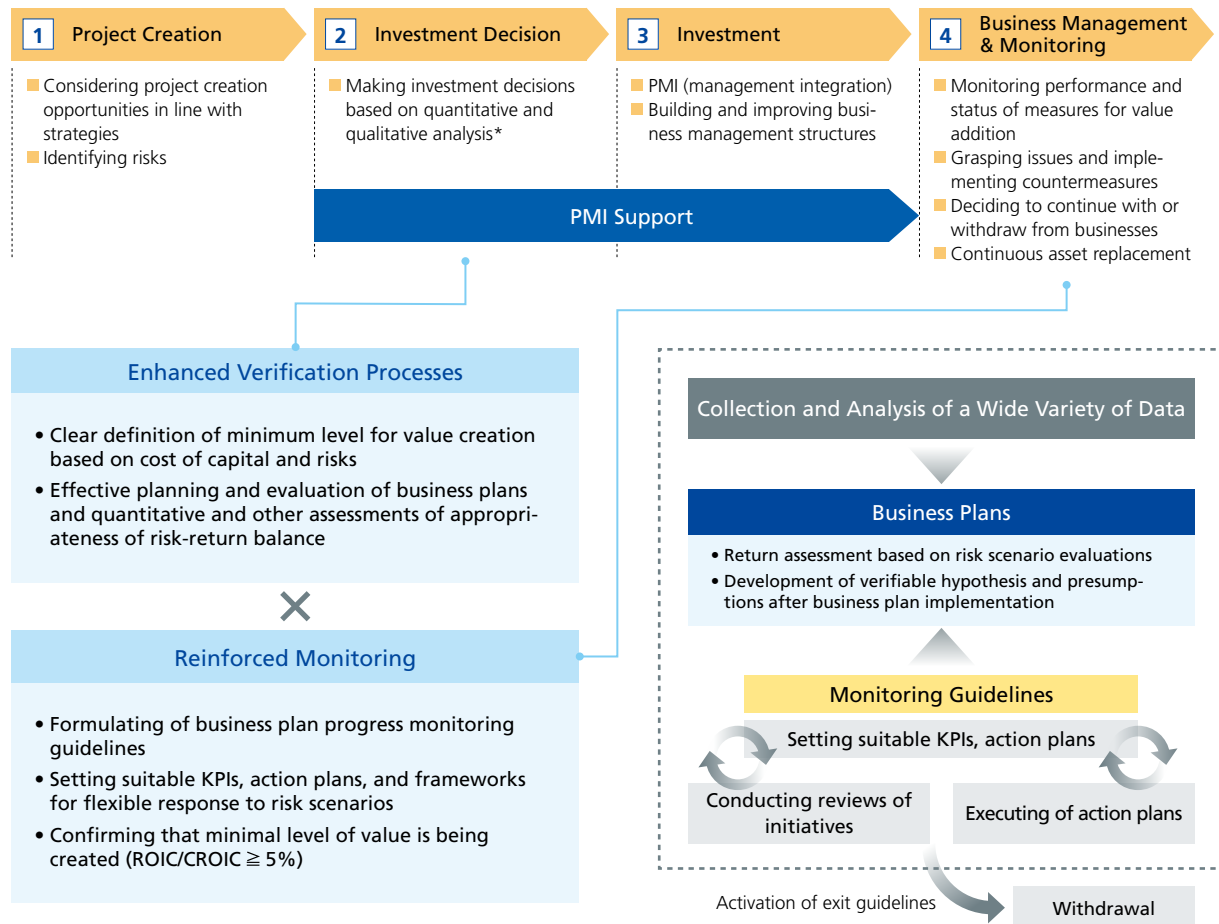 1 Project Creation
Considering project creation
opportunities in line with
strategies
Identifying risks
2 Investment Decision
Making investment decisions
based on quantitative and
qualitative analysis*
3 Investment
PMI (management integration)
Building and improving busi-
ness management structures
4 Business Management
& Monitoring
Monitoring performance and
status of measures for value
addition
Grasping issues and imple-
menting countermeasures
Deciding to continue with or
withdraw from businesses
Continuous asset replacement
PMI Support
Enhanced Verification Processes
• Clear definition of minimum level for value creation
based on cost of capital and risks
• Effective planning and evaluation of business plans
and quantitative and other assessments of appropri-
ateness of risk-return balance
×
Reinforced Monitoring
• Formulating of business plan progress monitoring
guidelines
• Setting suitable KPIs, action plans, and frameworks
for flexible response to risk scenarios
• Confirming that minimal level of value is being
created (ROIC/CROIC ≧ 5%)
Collection and Analysis of a Wide Variety of Data
Business Plans
• Return assessment based on risk scenario evaluations
• Development of verifiable hypothesis and presump-
tions after business plan implementation
Monitoring Guidelines
Setting suitable KPIs, action plans
Conducting reviews of
initiatives
Executing of action plans
Activation of exit guidelines
Withdrawal